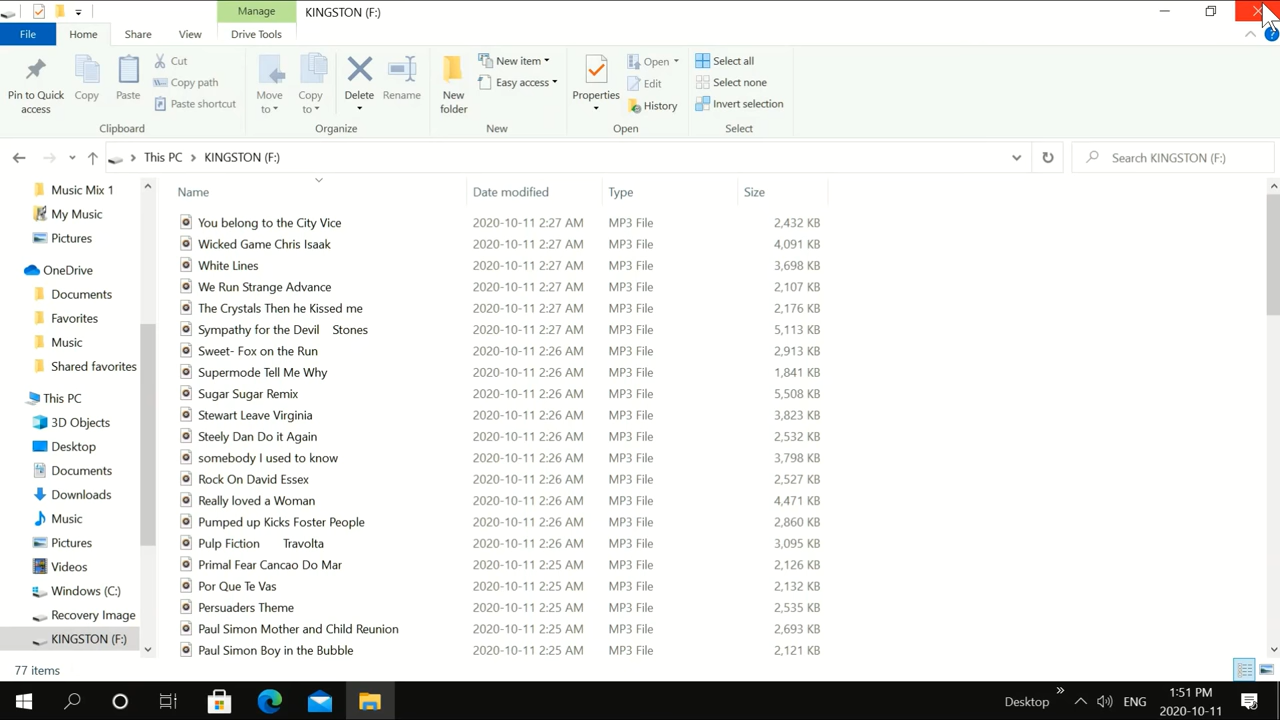 Manage
KINGSTON (F:)
File
Home
Share
View
Drive Tools
Pin to Quick access
Copy
Paste
Cut
Copy path
Paste shortcut
Clipboard
Move to
Copy to
Delete
Rename
Organize
New folder
New item
Easy access
New
Properties
Open
Edit
History
Open
Select all
Select none
Invert selection
Select
This PC > KINGSTON (F:)
Search KINGSTON (F:)
Music Mix 1
My Music
Pictures
OneDrive
Documents
Favorites
Music
Shared favorites
This PC
3D Objects
Desktop
Documents
Downloads
Music
Pictures
Videos
Windows (C:)
Recovery Image
KINGSTON (F:)
Name Date modified Type Size
You belong to the City Vice 2020-10-11 2:27 AM MP3 File 2,432 KB
Wicked Game Chris Isaak 2020-10-11 2:27 AM MP3 File 4,091 KB
White Lines 2020-10-11 2:27 AM MP3 File 3,698 KB
We Run Strange Advance 2020-10-11 2:27 AM MP3 File 2,107 KB
The Crystals Then he Kissed me 2020-10-11 2:27 AM MP3 File 2,176 KB
Sympathy for the Devil Stones 2020-10-11 2:27 AM MP3 File 5,113 KB
Sweet- Fox on the Run 2020-10-11 2:26 AM MP3 File 2,913 KB
Supermode Tell Me Why 2020-10-11 2:26 AM MP3 File 1,841 KB
Sugar Sugar Remix 2020-10-11 2:26 AM MP3 File 5,508 KB
Stewart Leave Virginia 2020-10-11 2:26 AM MP3 File 3,823 KB
Steely Dan Do it Again 2020-10-11 2:26 AM MP3 File 2,532 KB
somebody I used to know 2020-10-11 2:26 AM MP3 File 3,798 KB
Rock On David Essex 2020-10-11 2:26 AM MP3 File 2,527 KB
Really loved a Woman 2020-10-11 2:26 AM MP3 File 4,471 KB
Pumped up Kicks Foster People 2020-10-11 2:26 AM MP3 File 2,860 KB
Pulp Fiction Travolta 2020-10-11 2:26 AM MP3 File 3,095 KB
Primal Fear Cancao Do Mar 2020-10-11 2:25 AM MP3 File 2,126 KB
Por Que Te Vas 2020-10-11 2:25 AM MP3 File 2,132 KB
Persuaders Theme 2020-10-11 2:25 AM MP3 File 2,535 KB
Paul Simon Mother and Child Reunion 2020-10-11 2:25 AM MP3 File 2,693 KB
Paul Simon Boy in the Bubble 2020-10-11 2:25 AM MP3 File 2,121 KB
77 items
Desktop
ENG
1:51 PM
2020-10-11